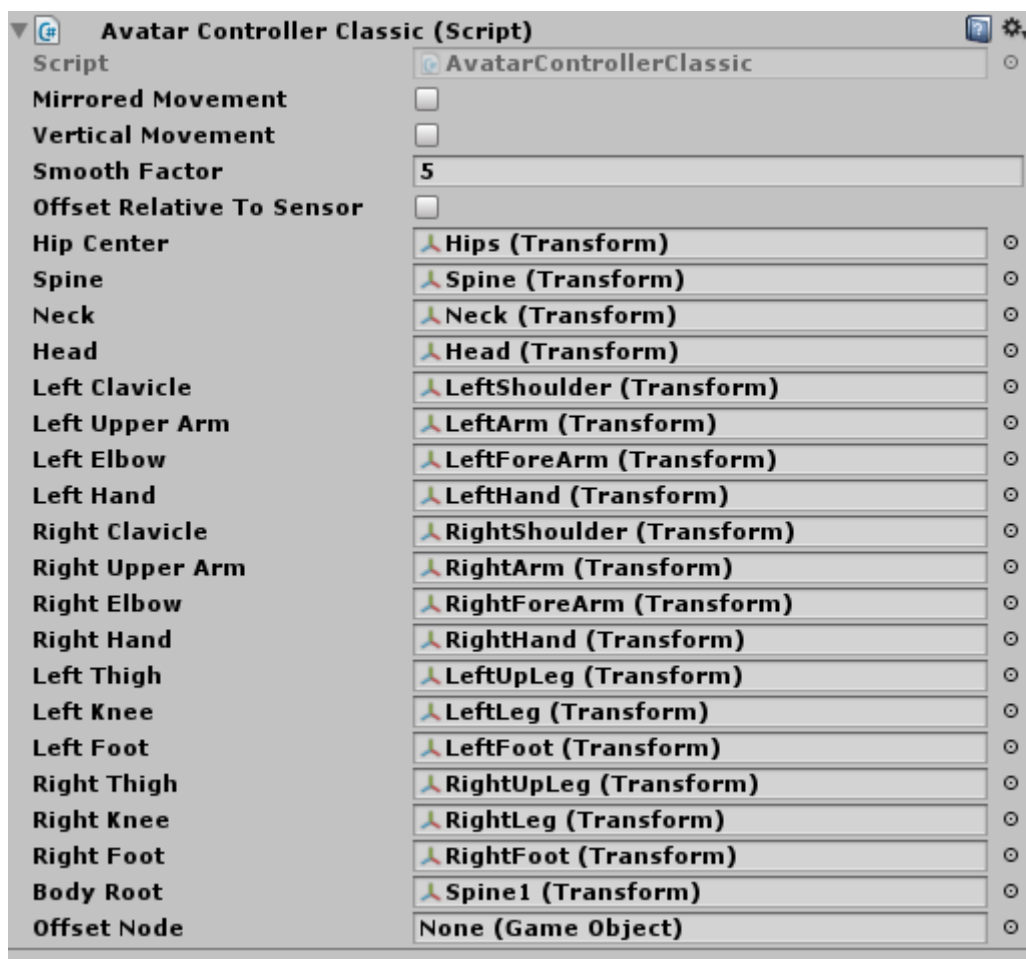 Avatar Controller Classic (Script)
Script AvatarControllerClassic
Mirrored Movement
Vertical Movement
Smooth Factor 5
Offset Relative To Sensor
Hip Center Hips (Transform)
Spine Spine (Transform)
Neck Neck (Transform)
Head Head (Transform)
Left Clavicle LeftShoulder (Transform)
Left Upper Arm LeftArm (Transform)
Left Elbow LeftForeArm (Transform)
Left Hand LeftHand (Transform)
Right Clavicle RightShoulder (Transform)
Right Upper Arm RightArm (Transform)
Right Elbow RightForeArm (Transform)
Right Hand RightHand (Transform)
Left Thigh LeftUpLeg (Transform)
Left Knee LeftLeg (Transform)
Left Foot LeftFoot (Transform)
Right Thigh RightUpLeg (Transform)
Right Knee RightLeg (Transform)
Right Foot RightFoot (Transform)
Body Root Spine1 (Transform)
Offset Node None (Game Object)